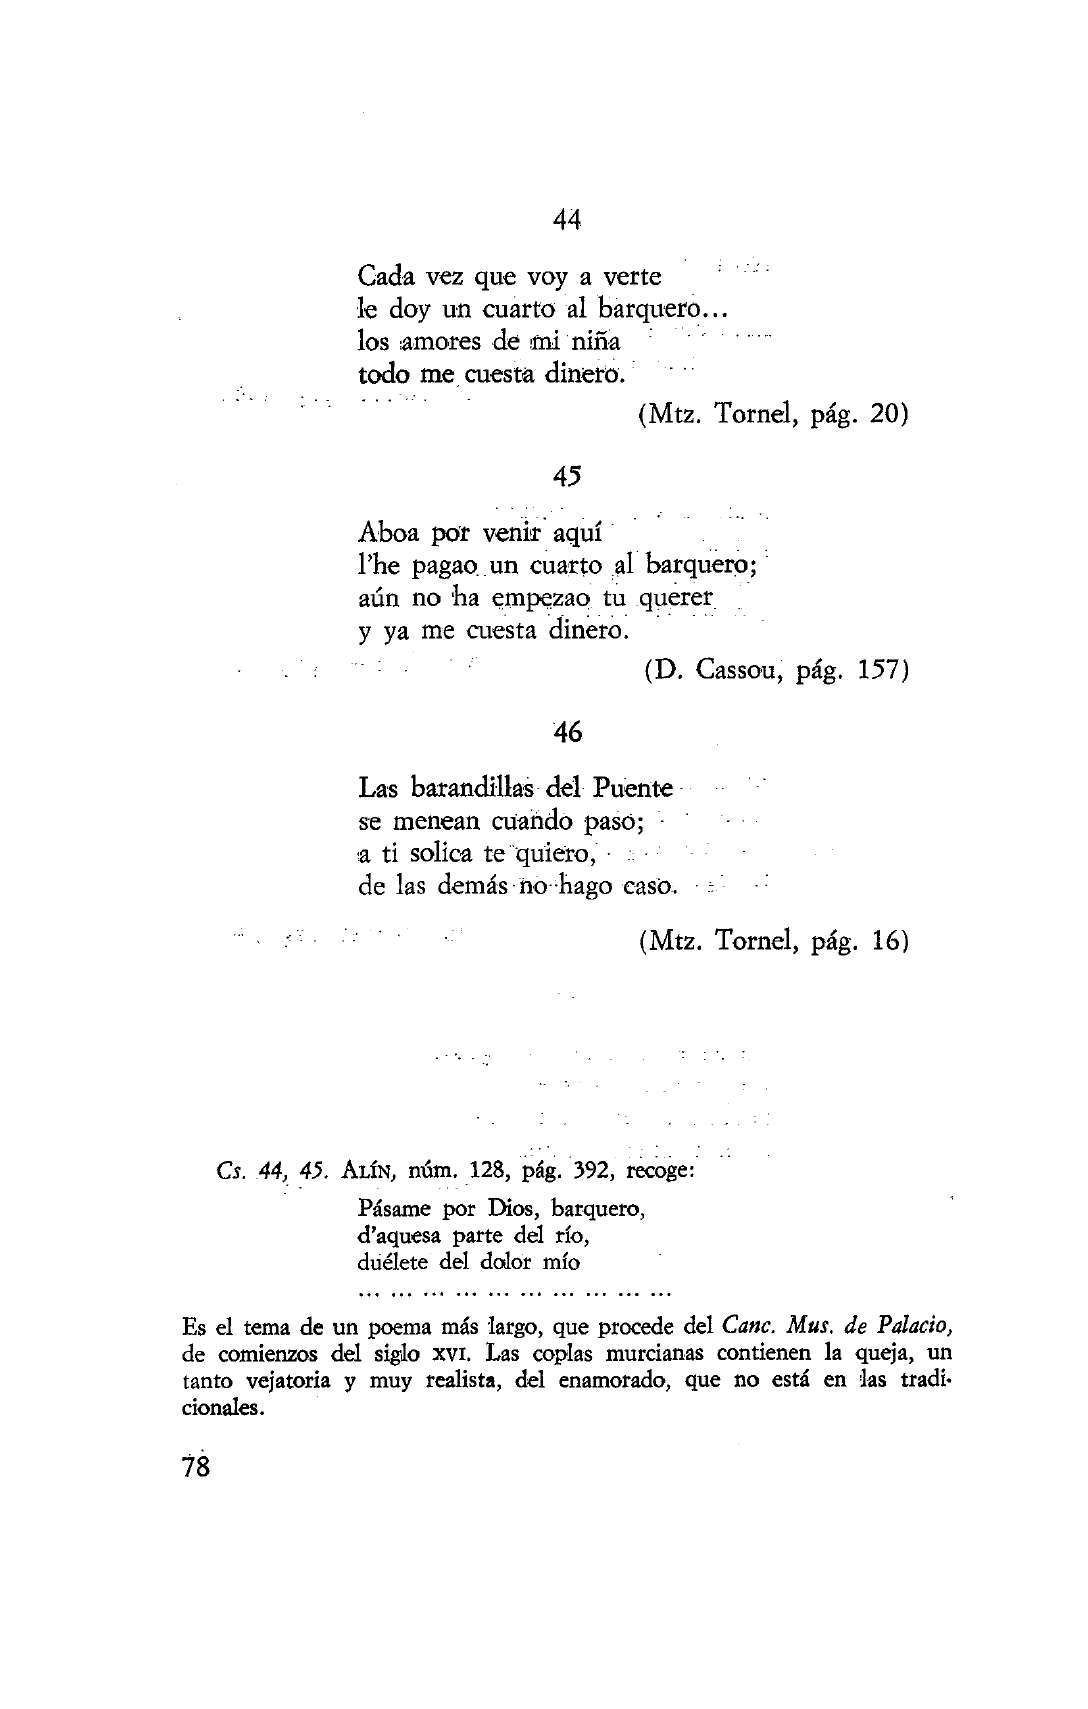 44
Cada vez que voy a verte
le doy un cuarto al barquero...
los amores de mi niña
todo me cuesta dinero.
(Mtz. Tornel, pág. 20)
45
Aboa por venir aquí
l'he pagao un cuarto al barquero;
aún no ha empezao tu querer
y ya me cuesta dinero.
(D. Cassou, pág. 157)
46
Las barandillas del Puente
se menean cuando paso;
a ti solica te quiero,
de las demás no hago caso.
(Mtz. Tornel, pág. 16)
Cs. 44, 45. ALÍN, núm. 128, pág. 392, recoge:
Pásame por Dios, barquero,
d'aquesa parte del río,
duélete del dolor mío
... ... ... ... ... ... ... ... ... ...
Es el tema de un poema más largo, que procede del Canc. Mus. de Palacio,
de comienzos del siglo XVI. Las coplas murcianas contienen la queja, un
tanto vejatoria y muy realista, del enamorado, que no está en las tradi-
cionales.
78